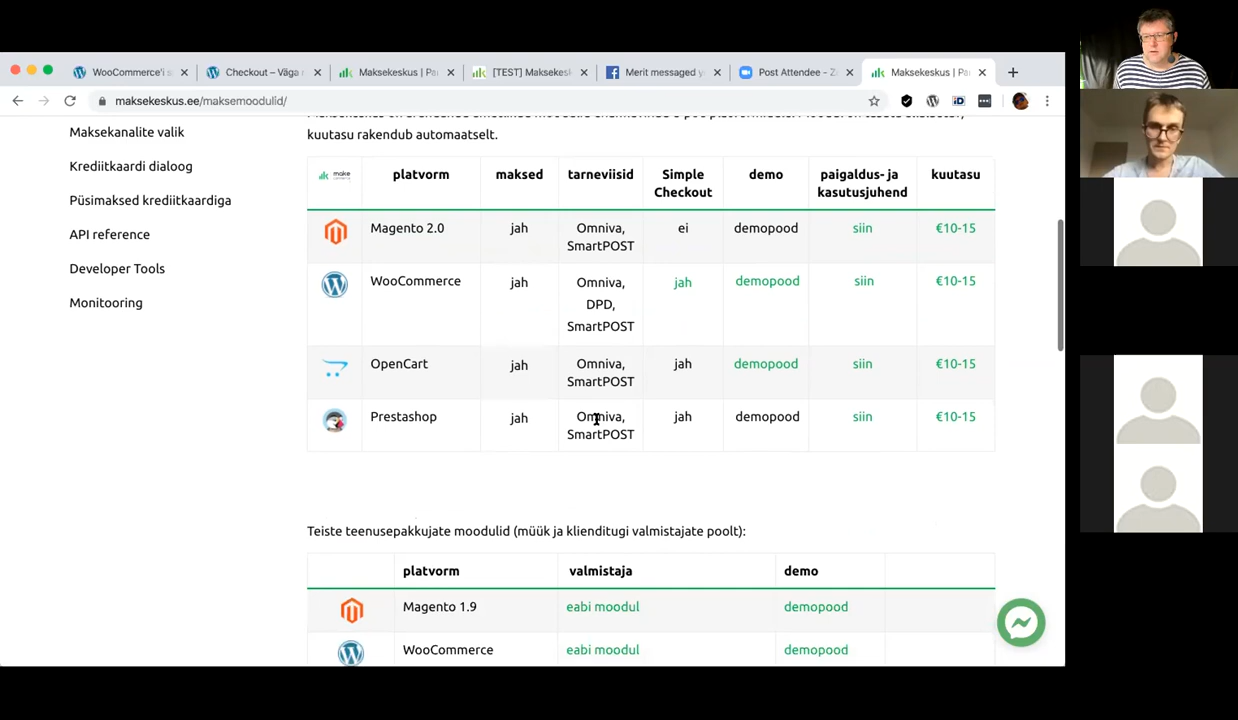 WooCommerce'i
Checkout – Väga
Maksekeskus | Pa
[TEST] Maksekesk
Merit messaged y
Post Attendee - Z
Maksekeskus | Pa
maksekeskus.ee/maksemoodulid/
Maksekanalite valik
kuutasu rakendub automaatselt.
Krediitkaardi dialoog
Püsimaksed krediitkaardiga
API reference
Developer Tools
Monitooring
make commerce
platvorm
maksed
tarneviisid
Simple
Checkout
demo
paigaldus- ja
kasutusjuhend
kuutasu
Magento 2.0
jah
Omniva,
SmartPOST
ei
demopood
siin
€10-15
WooCommerce
jah
Omniva,
DPD,
SmartPOST
jah
demopood
siin
€10-15
OpenCart
jah
Omniva,
SmartPOST
jah
demopood
siin
€10-15
Prestashop
jah
Omniva,
SmartPOST
jah
demopood
siin
€10-15
Teiste teenusepakkujate moodulid (müük ja klienditugi valmistajate poolt):
platvorm
valmistaja
demo
Magento 1.9
eabi moodul
demopood
WooCommerce
eabi moodul
demopood